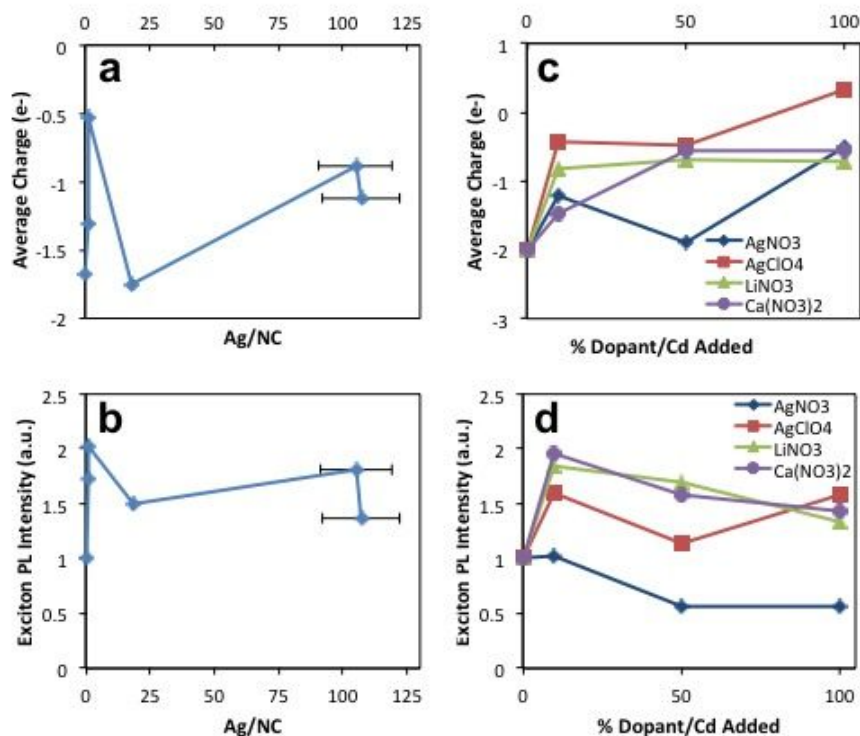 0 25 50 75 100 125
a
0
-0.5
-1
-1.5
-2
Average Charge (e-)
Ag/NC
0 50 100
c
1
0
-1
-2
-3
Average Charge (e-)
AgNO3
AgClO4
LiNO3
Ca(NO3)2
% Dopant/Cd Added
b
2.5
2
1.5
1
0.5
0
Exciton PL Intensity (a.u.)
0 25 50 75 100 125
Ag/NC
d
2.5
2
1.5
1
0.5
0
Exciton PL Intensity (a.u.)
AgNO3
AgClO4
LiNO3
Ca(NO3)2
0 50 100
% Dopant/Cd Added